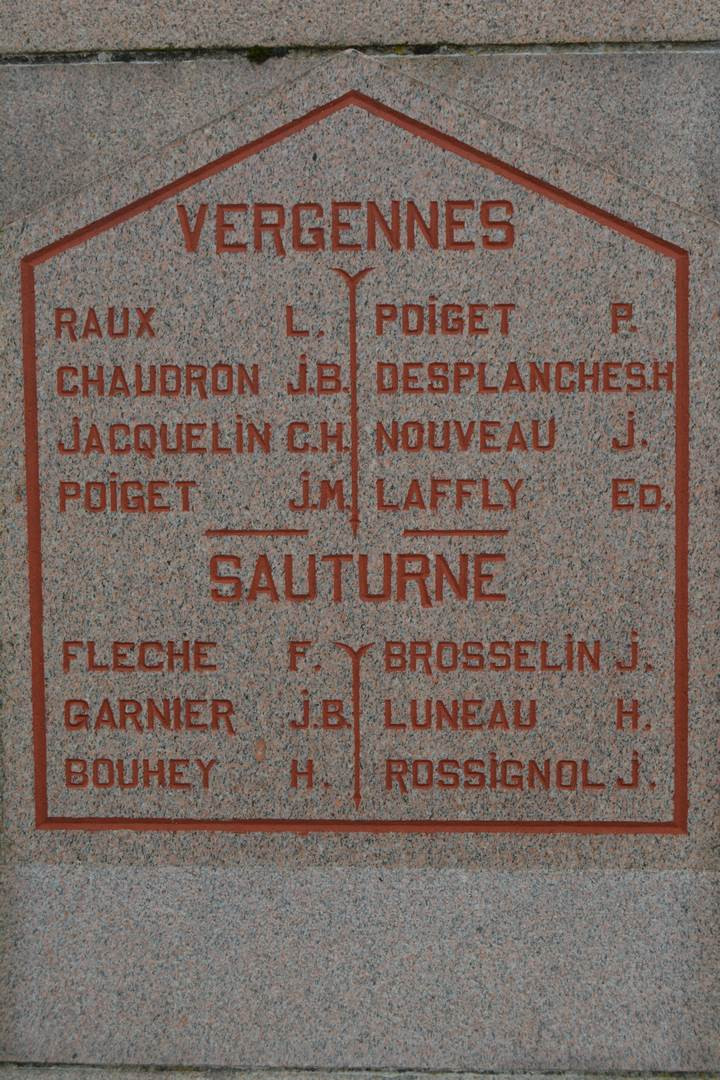 VERGENNES
RAUX L.
CHAUDRON J.B.
JACQUELIN C.H.
POIGET J.M.
POIGET P.
DESPLANCHES.H
NOUVEAU J.
LAFFLY ED.
SAUTURNE
FLECHE F.
GARNIER J.B.
BOUHEY H.
BROSSELIN J.
LUNEAU H.
ROSSIGNOL J.